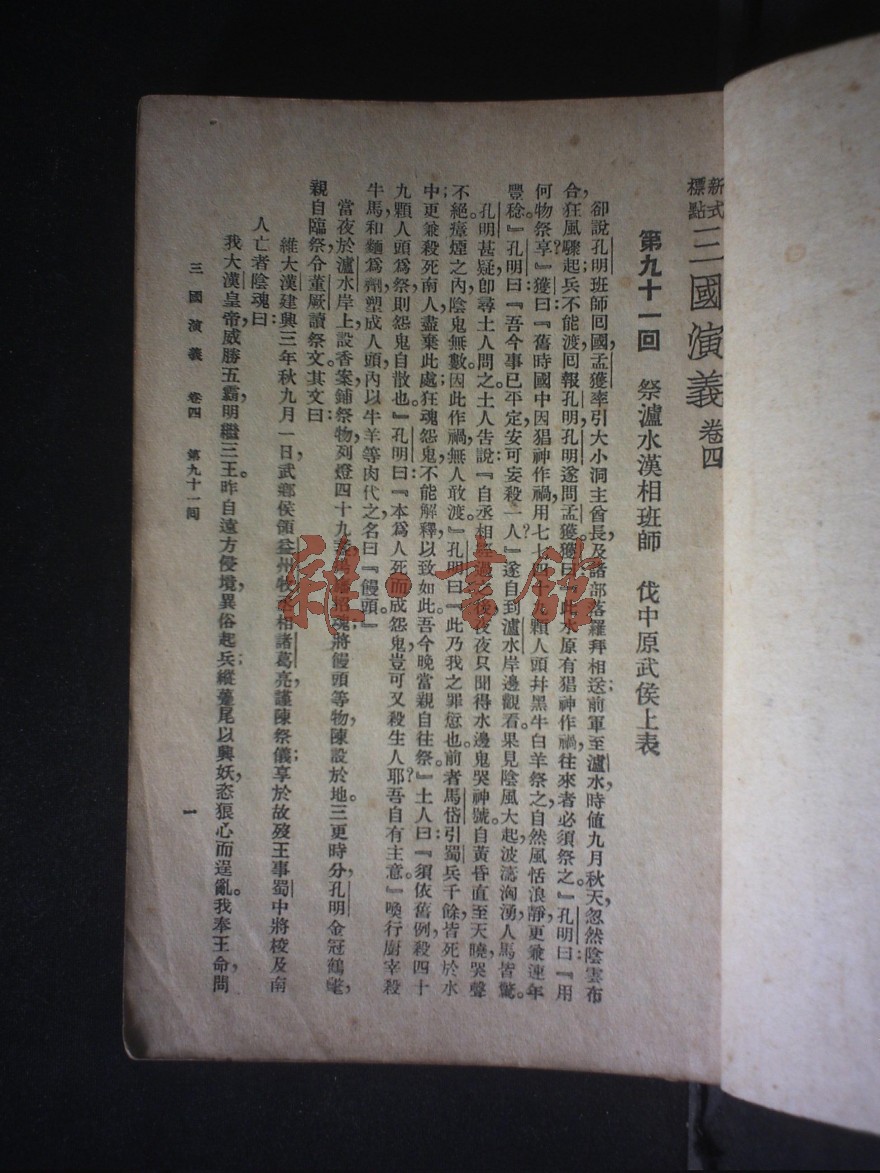 新式標點 三國演義 卷四
第九十一回 祭瀘水漢相班師 伐中原武侯上表
卻說孔明班師回國，孟獲率引大小洞主酋長，及諸部落，羅拜相送；前軍至瀘水，時值九月秋天，忽然陰雲布
合，狂風驟起；兵不能渡，回報孔明。孔明遂問孟獲。獲曰：『此水原有猖神作禍，往來者必須祭之。』孔明曰：『用
何物祭享？』獲曰：『舊時國中因猖神作禍，用七七四十九顆人頭并黑牛白羊祭之，自然風恬浪靜，更兼連年
豐稔。』孔明曰：『吾今事已平定，安可妄殺一人？』遂自到瀘水岸邊觀看。果見陰風大起，波濤洶湧，人馬皆驚。
孔明甚疑，卽尋土人問之。土人告說：『自丞相經過之後，夜夜只聞得水邊鬼哭神號。自黃昏直至天曉，哭聲
不絕。瘴煙之內，陰鬼無數。因此作禍，無人敢渡。』孔明曰：『此乃我之罪愆也。前者馬岱引蜀兵千餘，皆死於水
中；更兼殺死南人，盡棄此處；狂魂怨鬼，不能解釋，以致如此。吾今晚當親自往祭。』土人曰：『須依舊例，殺四十
九顆人頭爲祭，則怨鬼自散也。』孔明曰：『本爲人死而成怨鬼，豈可又殺生人耶？吾自有主意。』喚行廚宰殺
牛馬，和麵爲劑，塑成人頭，內以牛羊等肉代之，名曰『饅頭。』
當夜於瀘水岸上，設香案，鋪祭物，列燈四十九盞，揚旛招魂；將饅頭等物，陳設於地。三更時分，孔明金冠鶴氅，
親自臨祭，令董厥讀祭文。其文曰：
維大漢建興三年秋九月一日，武鄉侯領益州牧丞相諸葛亮，謹陳祭儀，享於故歿王事蜀中將校及南
人亡者陰魂曰：
我大漢皇帝，威勝五霸，明繼三王。昨自遠方侵境，異俗起兵；縱蠆尾以興妖，恣狼心而逞亂。我奉王命，問
三國演義 卷四 第九十一回 一
雜·書館